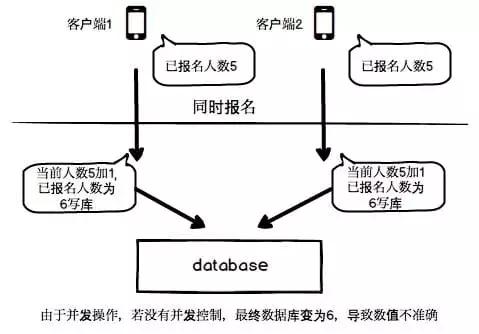 客户端1
客户端2
已报名人数5
已报名人数5
同时报名
当前人数5加1,
已报名人数为
6写库
当前人数5加1
已报名人数为
6写库
database
由于并发操作，若没有并发控制，最终数据库变为6，导致数值不准确